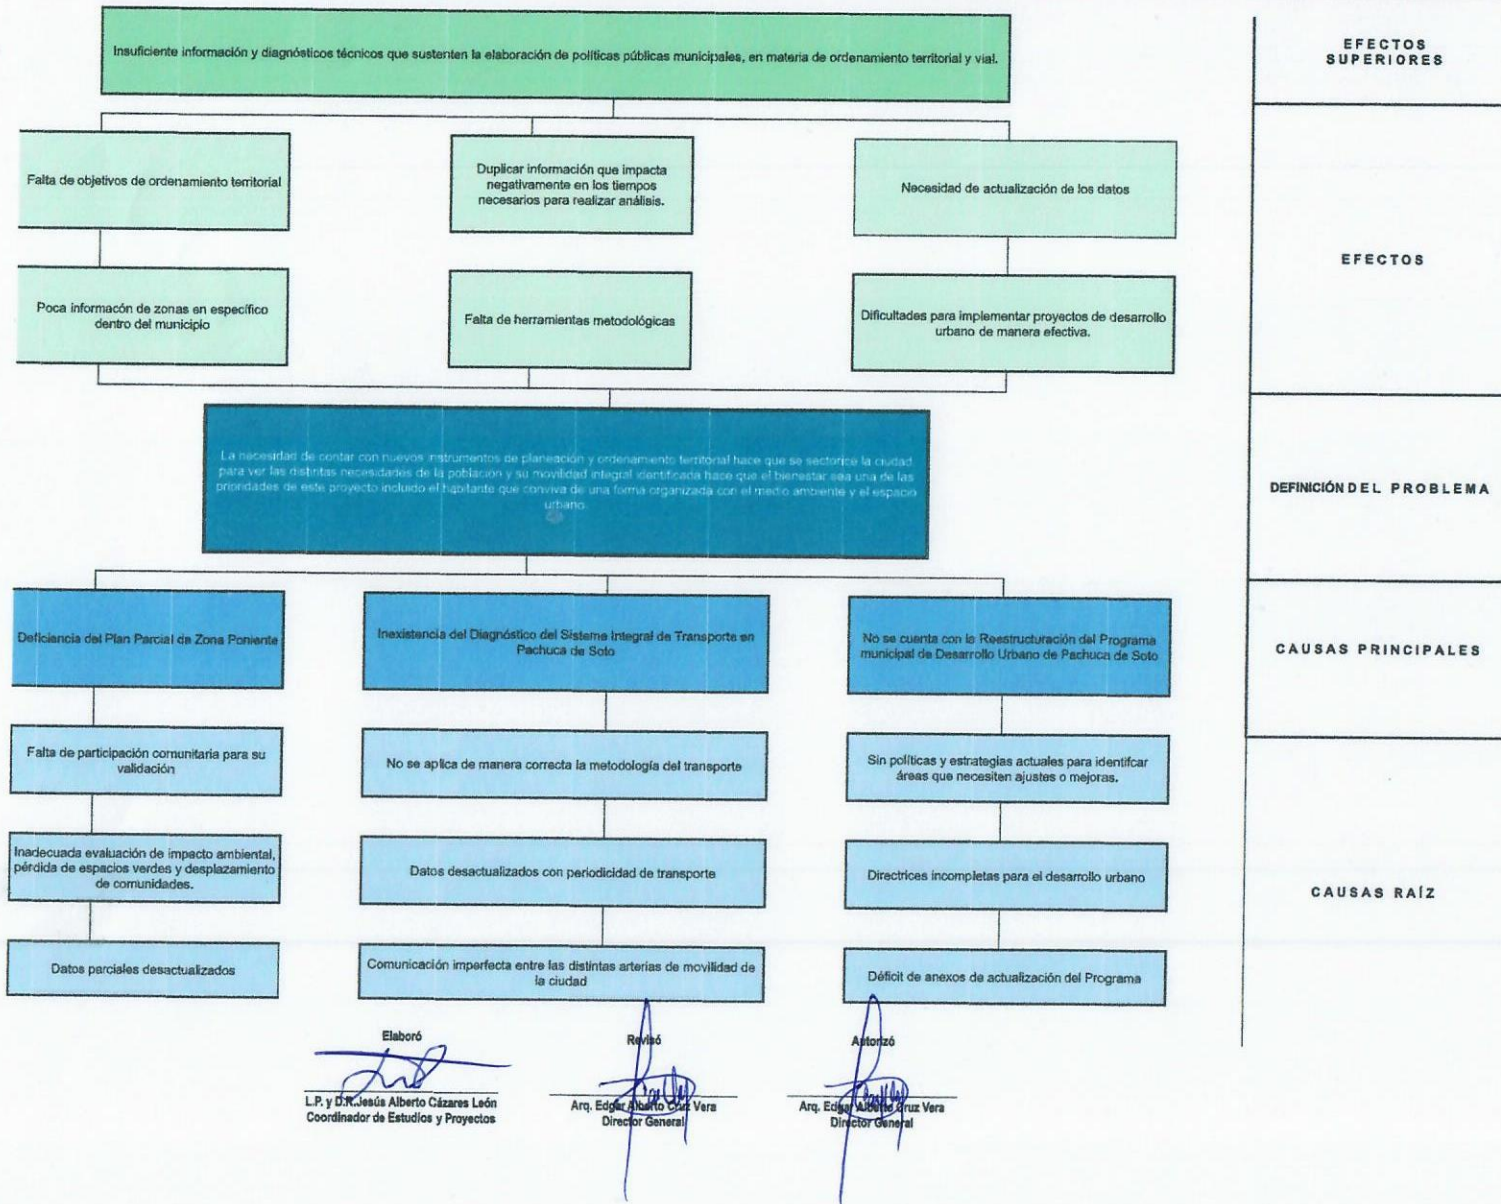 Insuficiente información y diagnósticos técnicos que sustenten la elaboración de políticas públicas municipales, en materia de ordenamiento territorial y vial.
EFECTOS
SUPERIORES
Falta de objetivos de ordenamiento territorial
Duplicar información que impacta
negativamente en los tiempos
necesarios para realizar análisis.
Necesidad de actualización de los datos
EFECTOS
Poca informacón de zonas en específico
dentro del municipio
Falta de herramientas metodológicas
Dificultades para implementar proyectos de desarrollo
urbano de manera efectiva.
La necesidad de contar con nuevos instrumentos de planeación y ordenamiento territorial hace que se sectorice la ciudad
para ver las distintas necesidades de la población y su movilidad integral identificada hace que el bienestar sea una de las
prioridades de este proyecto incluido el habitante que conviva de una forma organizada con el medio ambiente y el espacio
urbano.
DEFINICIÓN DEL PROBLEMA
Deficiencia del Plan Parcial de Zona Poniente
Inexistencia del Diagnóstico del Sistema Integral de Transporte en
Pachuca de Soto
No se cuenta con la Reestructuración del Programa
municipal de Desarrollo Urbano de Pachuca de Soto
CAUSAS PRINCIPALES
Falta de participación comunitaria para su
validación
No se aplica de manera correcta la metodología del transporte
Sin políticas y estrategias actuales para identifcar
áreas que necesiten ajustes o mejoras.
Inadecuada evaluación de impacto ambiental,
pérdida de espacios verdes y desplazamiento
de comunidades.
Datos desactualizados con periodicidad de transporte
Directrices incompletas para el desarrollo urbano
CAUSAS RAÍZ
Datos parciales desactualizados
Comunicación imperfecta entre las distintas arterias de movilidad de
la ciudad
Déficit de anexos de actualización del Programa
Elaboró
L.P. y D.R.Jesús Alberto Cázares León
Coordinador de Estudios y Proyectos
Revisó
Arq. Edgar Alberto Cruz Vera
Director General
Autorizó
Arq. Edgar Alberto Cruz Vera
Director General